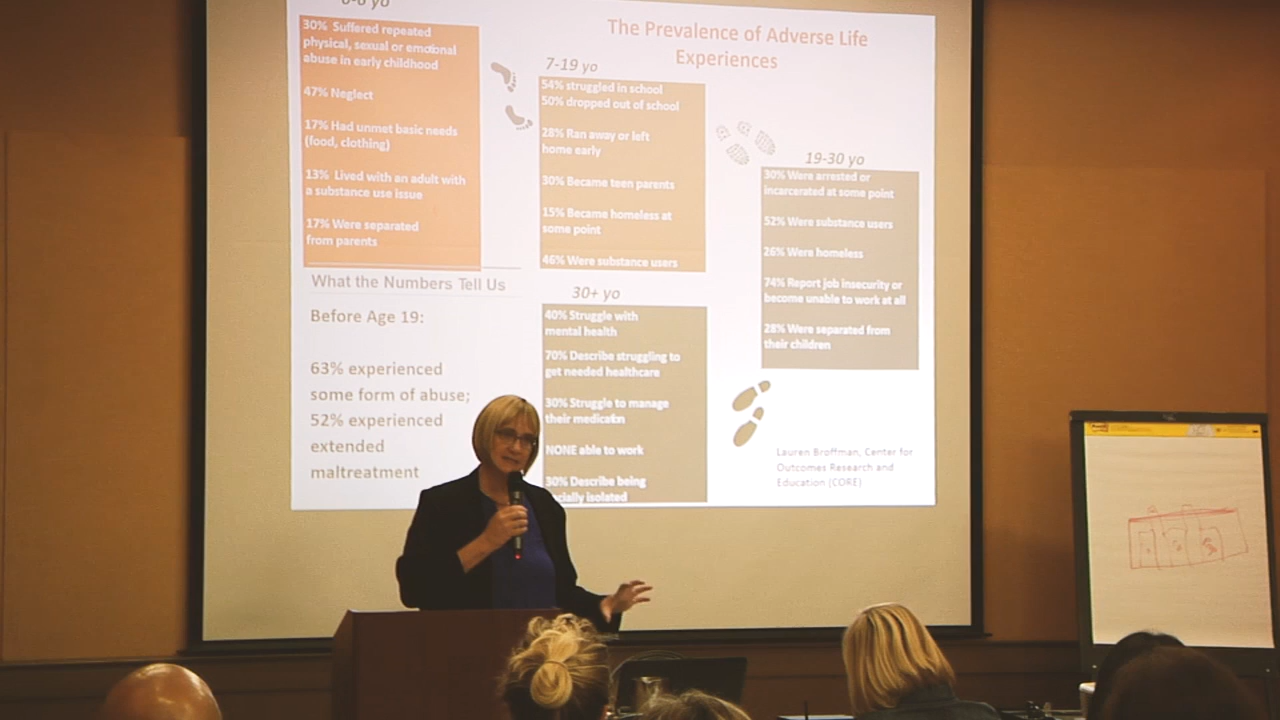 The Prevalence of Adverse Life
Experiences
30% Suffered repeated
physical, sexual or emotional
abuse in early childhood
47% Neglect
17% Had unmet basic needs
(food, clothing)
13% Lived with an adult with
a substance use issue
17% Were separated
from parents
7-19 yo
54% struggled in school
50% dropped out of school
28% Ran away or left
home early
30% Became teen parents
15% Became homeless at
some point
46% Were substance users
19-30 yo
30% Were arrested or
incarcerated at some point
52% Were substance users
26% Were homeless
74% Report job insecurity or
become unable to work at all
28% Were separated from
their children
30+ yo
40% Struggle with
mental health
70% Describe struggling to
get needed healthcare
30% Struggle to manage
their medication
NONE able to work
30% Describe being
isolated
What the Numbers Tell Us
Before Age 19:
63% experienced
some form of abuse;
52% experienced
extended
maltreatment
Lauren Broffman, Center for
Outcomes Research and
Education (CORE)